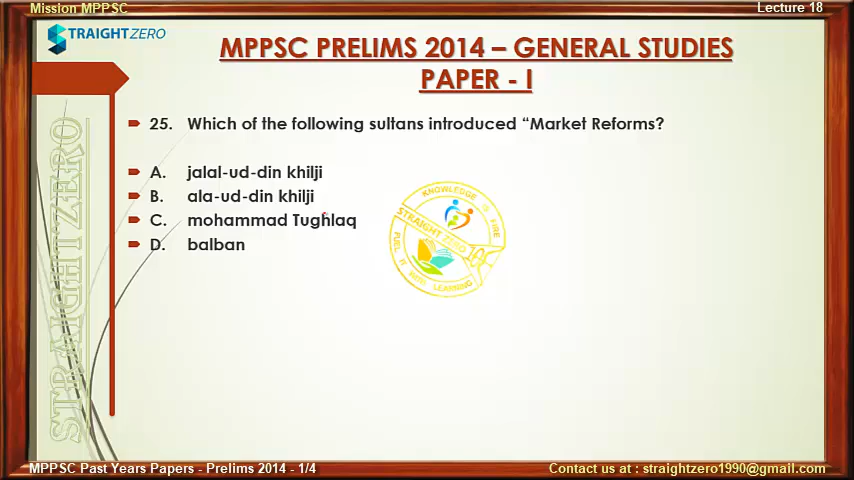 Mission MPPSC
Lecture 18
STRAIGHTZERO
MPPSC PRELIMS 2014 – GENERAL STUDIES
PAPER - I
25. Which of the following sultans introduced “Market Reforms?
A. jalal-ud-din khilji
B. ala-ud-din khilji
C. mohammad Tughlaq
D. balban
KNOWLEDGE IS FIRE
STRAIGHT ZERO
FUEL IT WITH LEARNING
STRAIGHTZERO
MPPSC Past Years Papers - Prelims 2014 - 1/4
Contact us at : straightzero1990@gmail.com